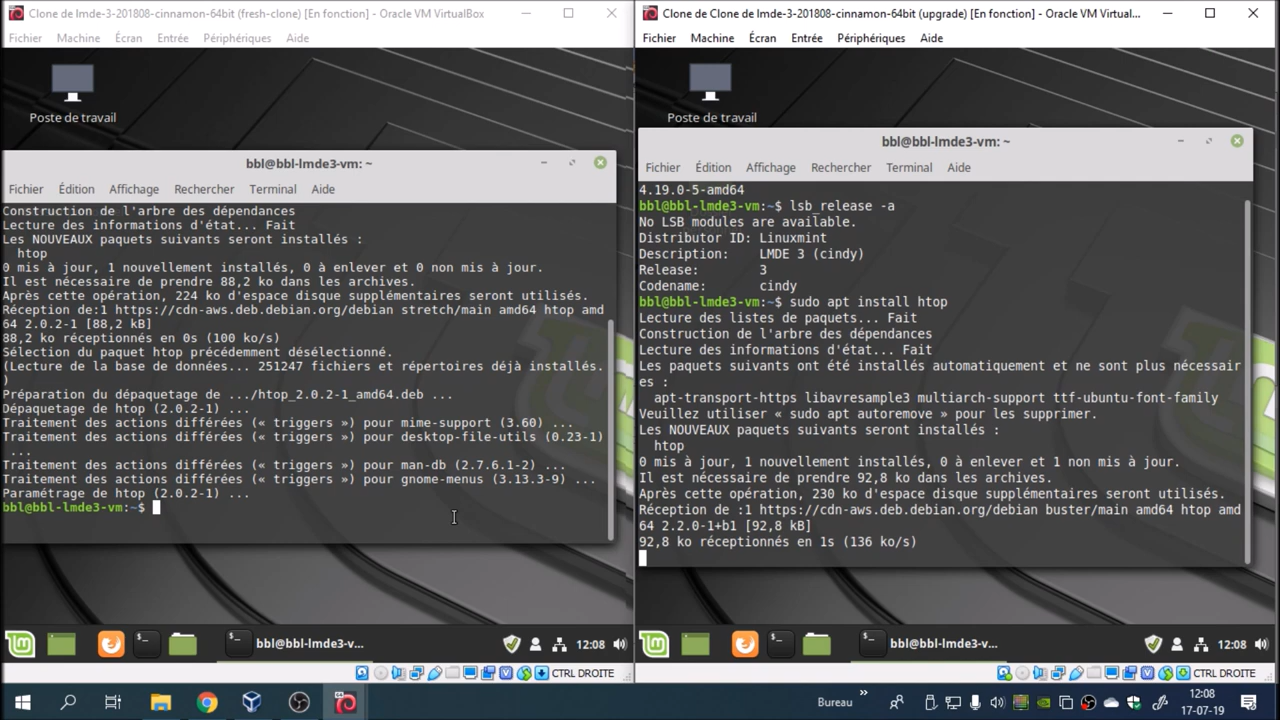 Clone de lmde-3-201808-cinnamon-64bit (fresh-clone) [En fonction] - Oracle VM VirtualBox
Fichier Machine Écran Entrée Périphériques Aide
Poste de travail
bbl@bbl-lmde3-vm: ~
Fichier Édition Affichage Rechercher Terminal Aide
Construction de l'arbre des dépendances
Lecture des informations d'état... Fait
Les NOUVEAUX paquets suivants seront installés :
htop
0 mis à jour, 1 nouvellement installés, 0 à enlever et 0 non mis à jour.
Il est nécessaire de prendre 88,2 ko dans les archives.
Après cette opération, 224 ko d'espace disque supplémentaires seront utilisés.
Réception de:1 https://cdn-aws.deb.debian.org/debian stretch/main amd64 htop amd
64 2.0.2-1 [88,2 kB]
88,2 ko réceptionnés en 0s (100 ko/s)
Sélection du paquet htop précédemment désélectionné.
(Lecture de la base de données... 251247 fichiers et répertoires déjà installés.
)
Préparation du dépaquetage de .../htop_2.0.2-1_amd64.deb ...
Dépaquetage de htop (2.0.2-1) ...
Traitement des actions différées (« triggers ») pour mime-support (3.60) ...
Traitement des actions différées (« triggers ») pour desktop-file-utils (0.23-1)
...
Traitement des actions différées (« triggers ») pour man-db (2.7.6.1-2) ...
Traitement des actions différées (« triggers ») pour gnome-menus (3.13.3-9) ...
Paramétrage de htop (2.0.2-1) ...
bbl@bbl-lmde3-vm:~$
bbl@bbl-lmde3-v... 12:08
CTRL DROITE
Clone de Clone de lmde-3-201808-cinnamon-64bit (upgrade) [En fonction] - Oracle VM Virtual...
Fichier Machine Écran Entrée Périphériques Aide
Poste de travail
bbl@bbl-lmde3-vm: ~
Fichier Édition Affichage Rechercher Terminal Aide
4.19.0-5-amd64
bbl@bbl-lmde3-vm:~$ lsb_release -a
No LSB modules are available.
Distributor ID: Linuxmint
Description: LMDE 3 (cindy)
Release: 3
Codename: cindy
bbl@bbl-lmde3-vm:~$ sudo apt install htop
Lecture des listes de paquets... Fait
Construction de l'arbre des dépendances
Lecture des informations d'état... Fait
Les paquets suivants ont été installés automatiquement et ne sont plus nécessair
es :
apt-transport-https libavresample3 multiarch-support ttf-ubuntu-font-family
Veuillez utiliser « sudo apt autoremove » pour les supprimer.
Les NOUVEAUX paquets suivants seront installés :
htop
0 mis à jour, 1 nouvellement installés, 0 à enlever et 1 non mis à jour.
Il est nécessaire de prendre 92,8 ko dans les archives.
Après cette opération, 230 ko d'espace disque supplémentaires seront utilisés.
Réception de :1 https://cdn-aws.deb.debian.org/debian buster/main amd64 htop amd
64 2.2.0-1+b1 [92,8 kB]
92,8 ko réceptionnés en 1s (136 ko/s)
bbl@bbl-lmde3-v... 12:08
CTRL DROITE
Bureau » 12:08
17-07-19